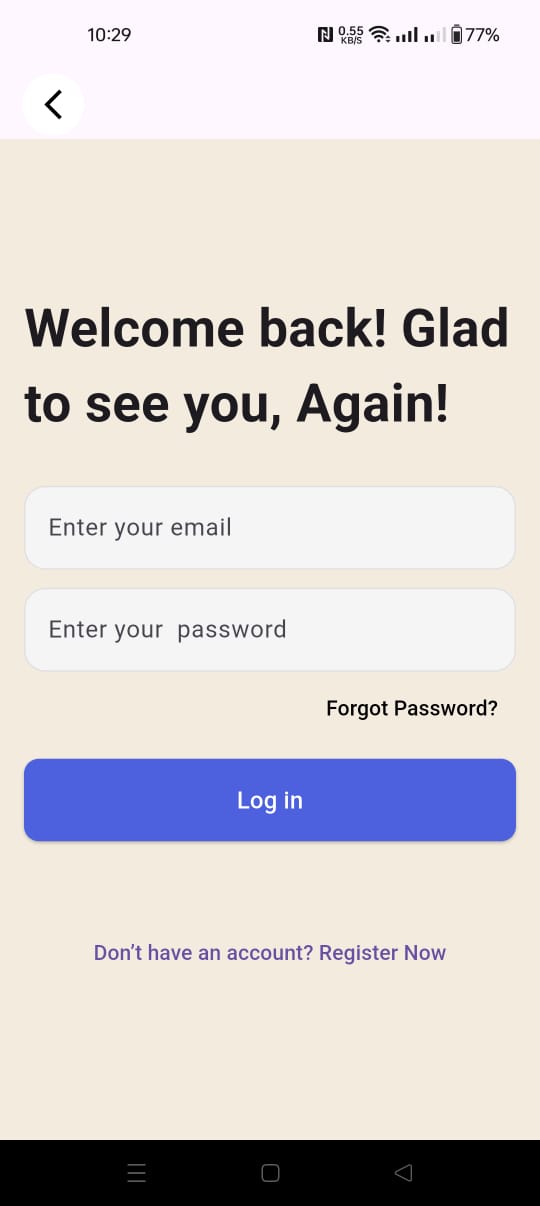 10:29 0.55 KB/S 77%
Welcome back! Glad
to see you, Again!
Enter your email
Enter your  password
Forgot Password?
Log in
Don’t have an account? Register Now